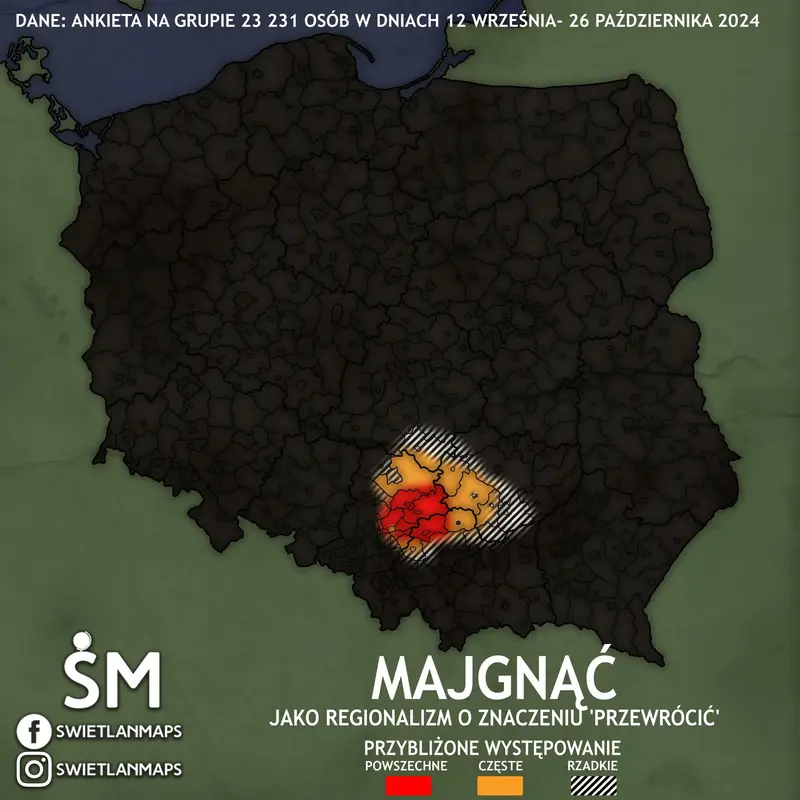 DANE: ANKIETA NA GRUPIE 23 231 OSÓB W DNIACH 12 WRZEŚNIA- 26 PAŹDZIERNIKA 2024
ŚM
SWIETLANMAPS
SWIETLANMAPS
MAJGNĄĆ
JAKO REGIONALIZM O ZNACZENIU 'PRZEWRÓCIĆ'
PRZYBLIŻONE WYSTĘPOWANIE
POWSZECHNE CZĘSTE RZADKIE